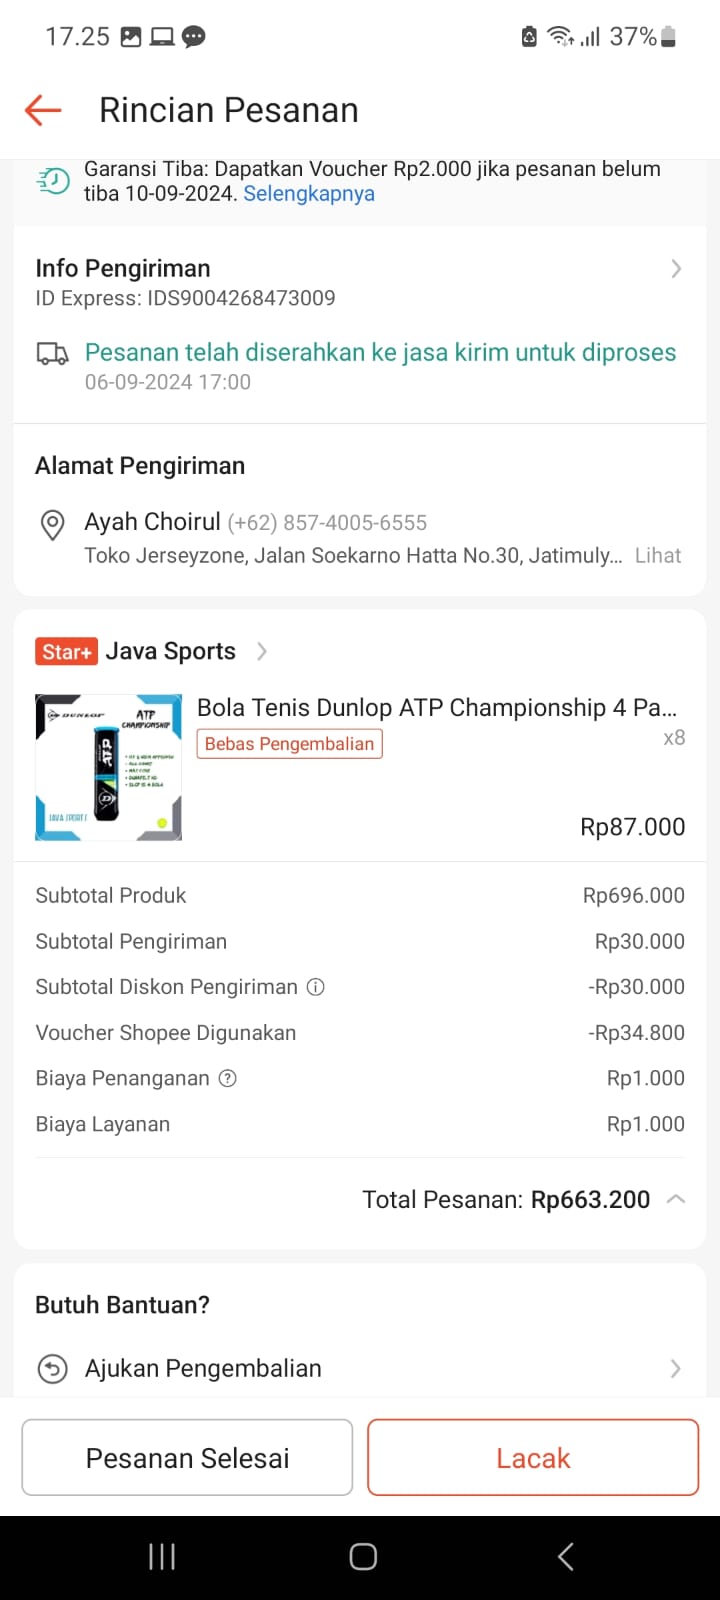 17.25
37%
Rincian Pesanan
Garansi Tiba: Dapatkan Voucher Rp2.000 jika pesanan belum
tiba 10-09-2024. Selengkapnya
Info Pengiriman
ID Express: IDS9004268473009
Pesanan telah diserahkan ke jasa kirim untuk diproses
06-09-2024 17:00
Alamat Pengiriman
Ayah Choirul (+62) 857-4005-6555
Toko Jerseyzone, Jalan Soekarno Hatta No.30, Jatimuly... Lihat
Star+ Java Sports
DUNLOP
ATP
CHAMPIONSHIP
ATP
JAVA SPORTS
Bola Tenis Dunlop ATP Championship 4 Pa...
Bebas Pengembalian
x8
Rp87.000
Subtotal Produk Rp696.000
Subtotal Pengiriman Rp30.000
Subtotal Diskon Pengiriman -Rp30.000
Voucher Shopee Digunakan -Rp34.800
Biaya Penanganan Rp1.000
Biaya Layanan Rp1.000
Total Pesanan: Rp663.200
Butuh Bantuan?
Ajukan Pengembalian
Pesanan Selesai
Lacak